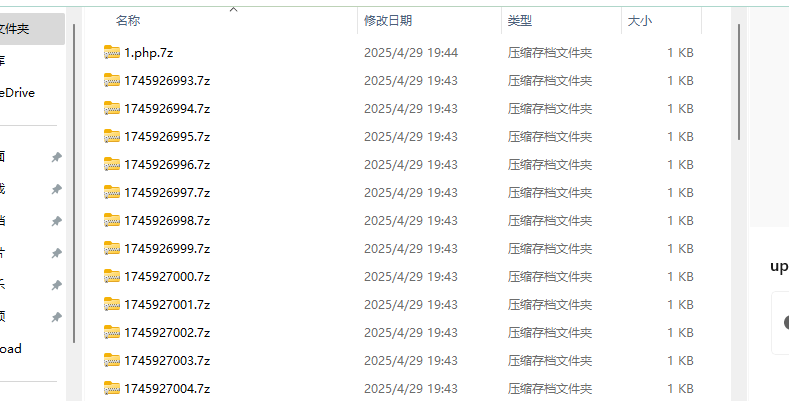 名称 修改日期 类型 大小
文件夹
1.php.7z 2025/4/29 19:44 压缩存档文件夹 1 KB
库
1745926993.7z 2025/4/29 19:43 压缩存档文件夹 1 KB
eDrive
1745926994.7z 2025/4/29 19:43 压缩存档文件夹 1 KB
1745926995.7z 2025/4/29 19:43 压缩存档文件夹 1 KB
面
1745926996.7z 2025/4/29 19:43 压缩存档文件夹 1 KB
载
1745926997.7z 2025/4/29 19:43 压缩存档文件夹 1 KB
档
1745926998.7z 2025/4/29 19:43 压缩存档文件夹 1 KB
片
1745926999.7z 2025/4/29 19:43 压缩存档文件夹 1 KB
up
乐
1745927000.7z 2025/4/29 19:43 压缩存档文件夹 1 KB
频
1745927001.7z 2025/4/29 19:43 压缩存档文件夹 1 KB
1745927002.7z 2025/4/29 19:43 压缩存档文件夹 1 KB
oad
1745927003.7z 2025/4/29 19:43 压缩存档文件夹 1 KB
1745927004.7z 2025/4/29 19:43 压缩存档文件夹 1 KB